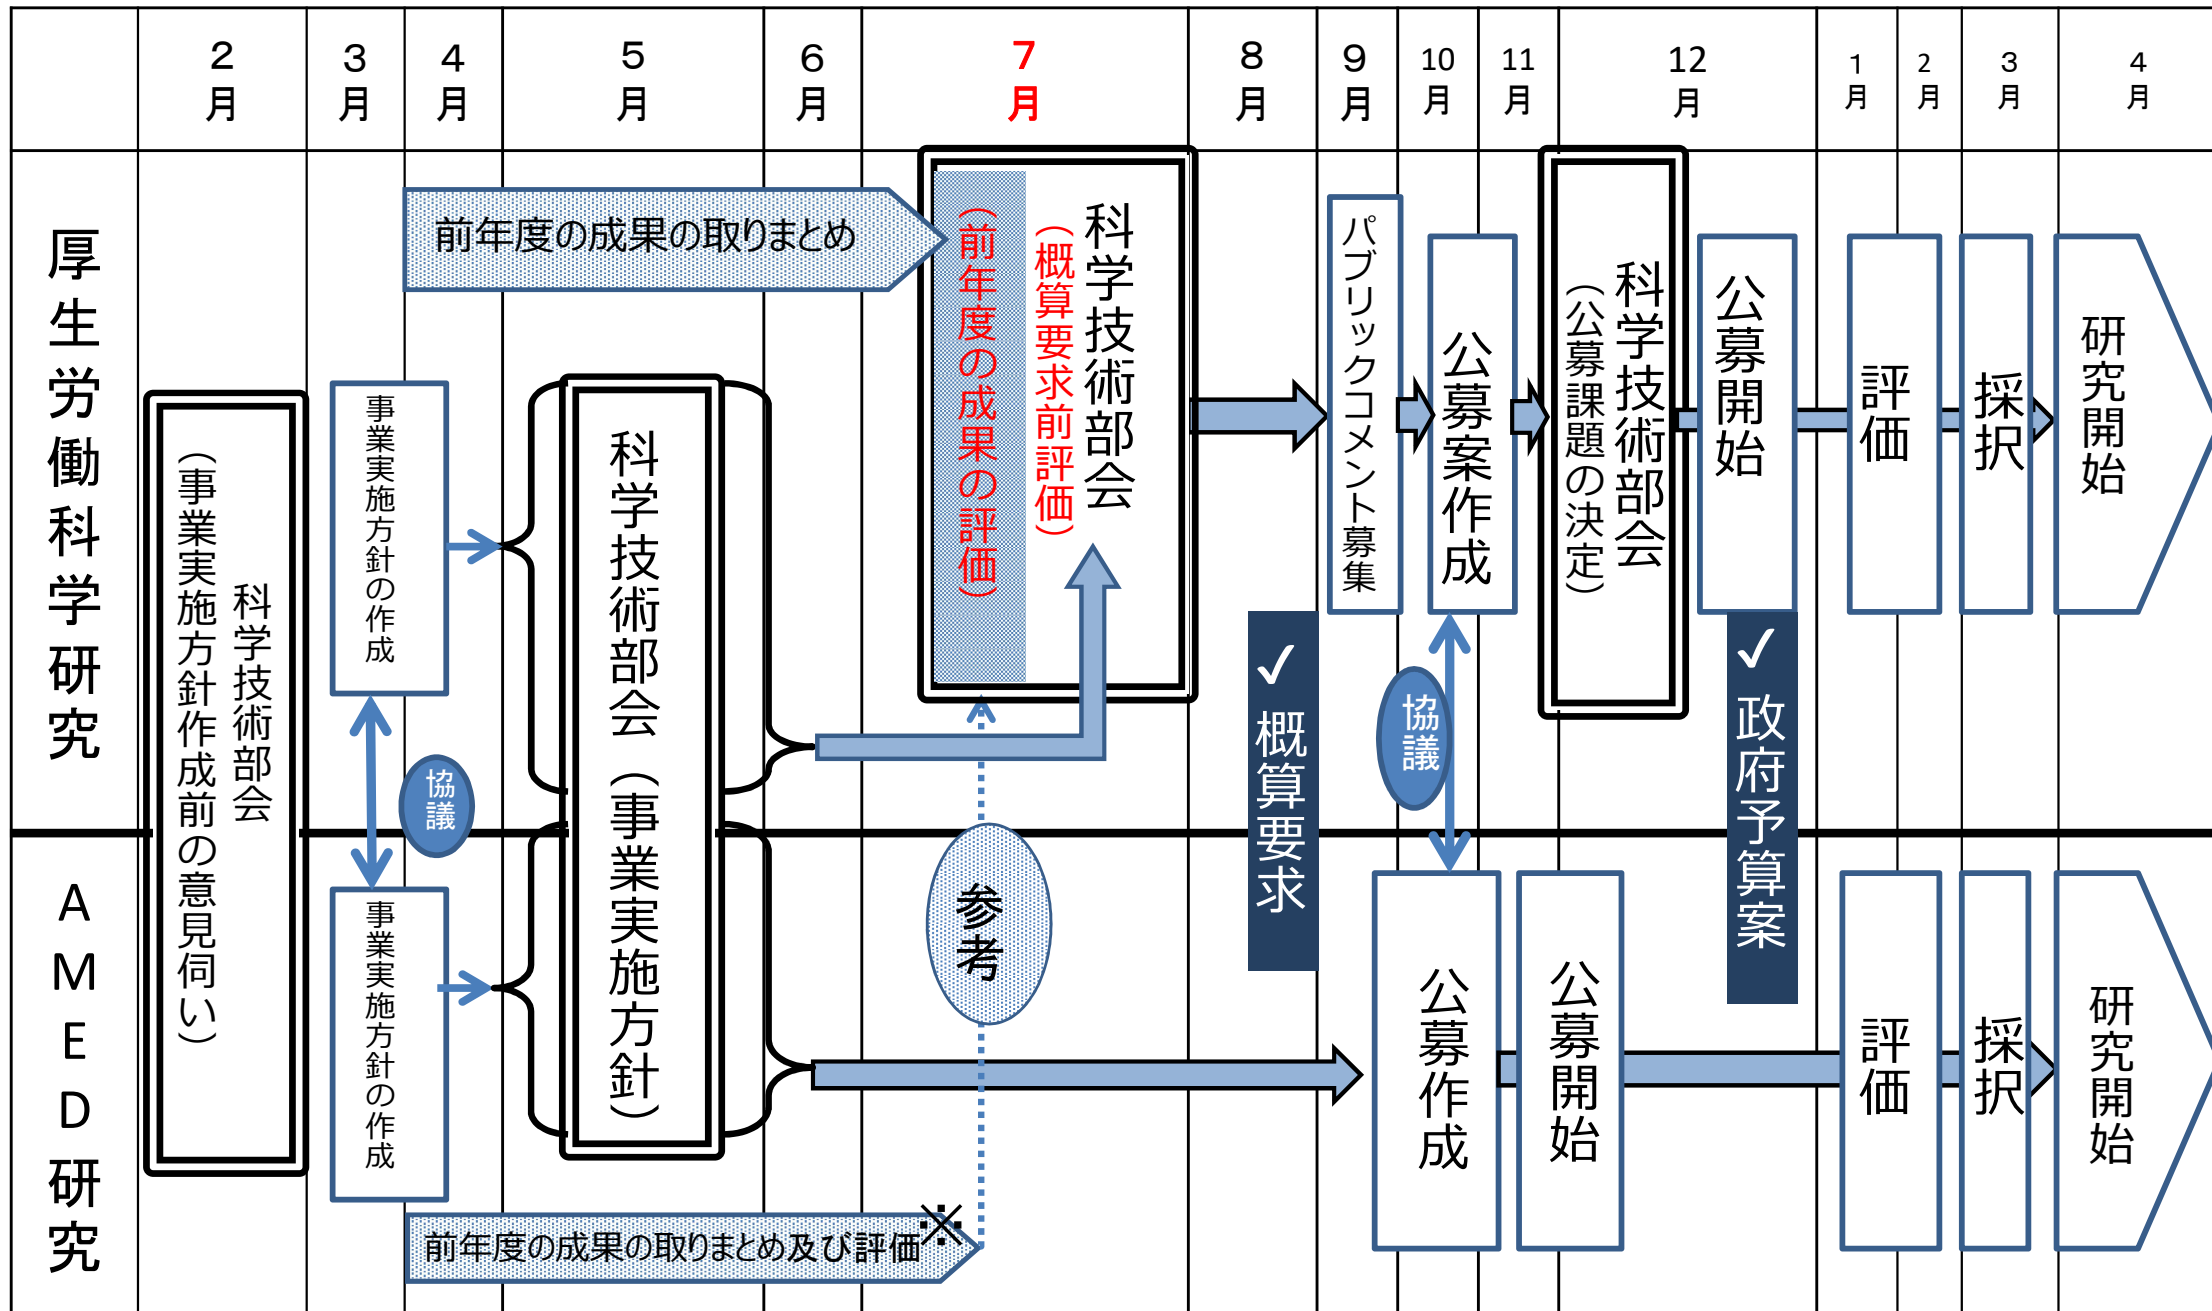 2月
3月
4月
5月
6月
7月
8月
9月
10月
11月
12月
1月
2月
3月
4月
厚生労働科学研究
AMED研究
科学技術部会
（事業実施方針作成前の意見伺い）
事業実施方針の作成
協議
事業実施方針の作成
前年度の成果の取りまとめ
科学技術部会（事業実施方針）
前年度の成果の取りまとめ及び評価※
科学技術部会
（概算要求前評価）
（前年度の成果の評価）
参考
✓概算要求
パブリックコメント募集
公募案作成
協議
公募作成
科学技術部会
（公募課題の決定）
公募開始
公募開始
✓政府予算案
評価
採択
研究開始
評価
採択
研究開始